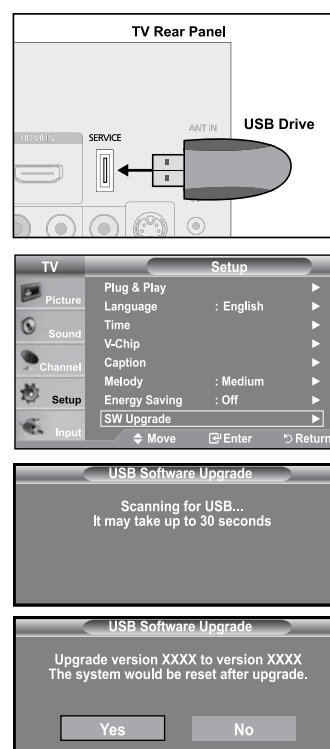 TV Rear Panel
HDMI IN
SERVICE
ANT IN
USB Drive
TV
Setup
Picture
Sound
Channel
Setup
Input
Plug & Play
Language : English
Time
V-Chip
Caption
Melody : Medium
Energy Saving : Off
SW Upgrade
Move Enter Return
USB Software Upgrade
Scanning for USB...
It may take up to 30 seconds
USB Software Upgrade
Upgrade version XXXX to version XXXX
The system would be reset after upgrade.
Yes No